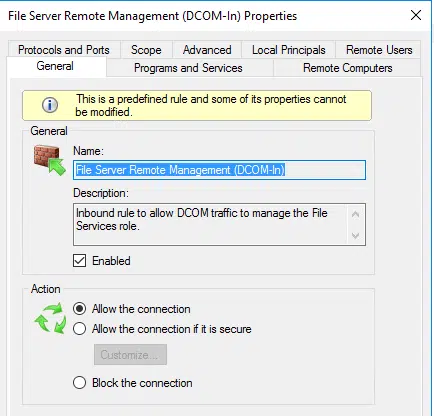 File Server Remote Management (DCOM-In) Properties
Protocols and Ports Scope Advanced Local Principals Remote Users
General Programs and Services Remote Computers
This is a predefined rule and some of its properties cannot
be modified.
General
Name:
File Server Remote Management (DCOM-In)
Description:
Inbound rule to allow DCOM traffic to manage the File
Services role.
Enabled
Action
Allow the connection
Allow the connection if it is secure
Customize...
Block the connection